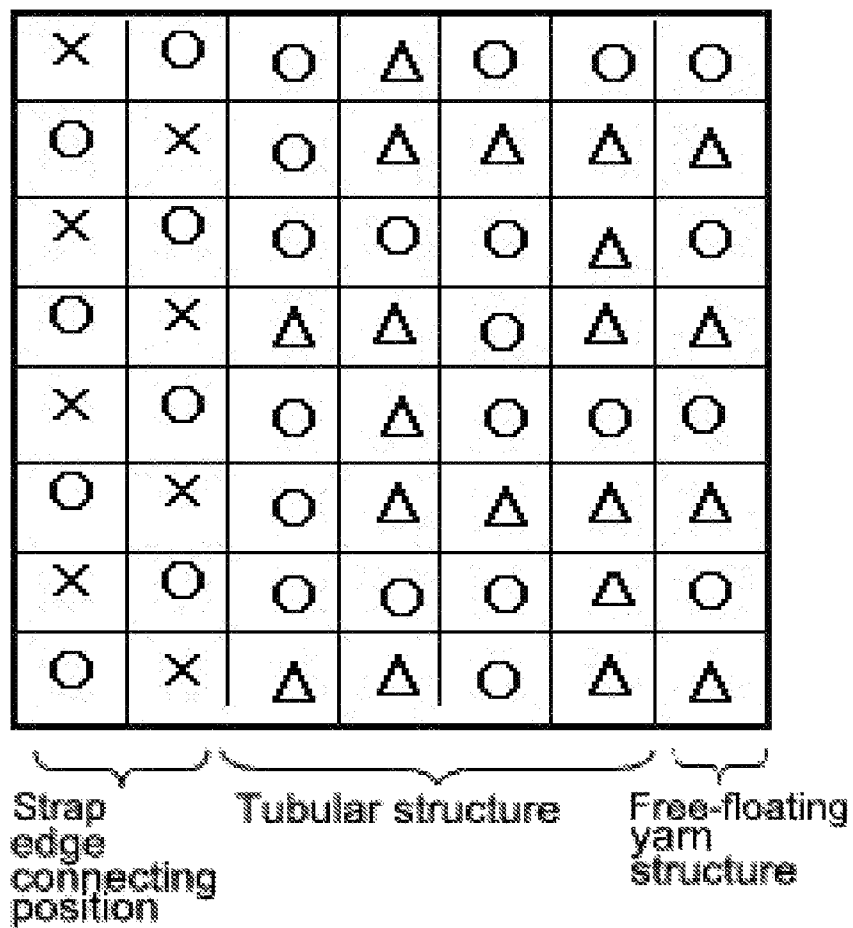 Strap
edge
connecting
position
Tubular structure
Free-floating
yarn
structure